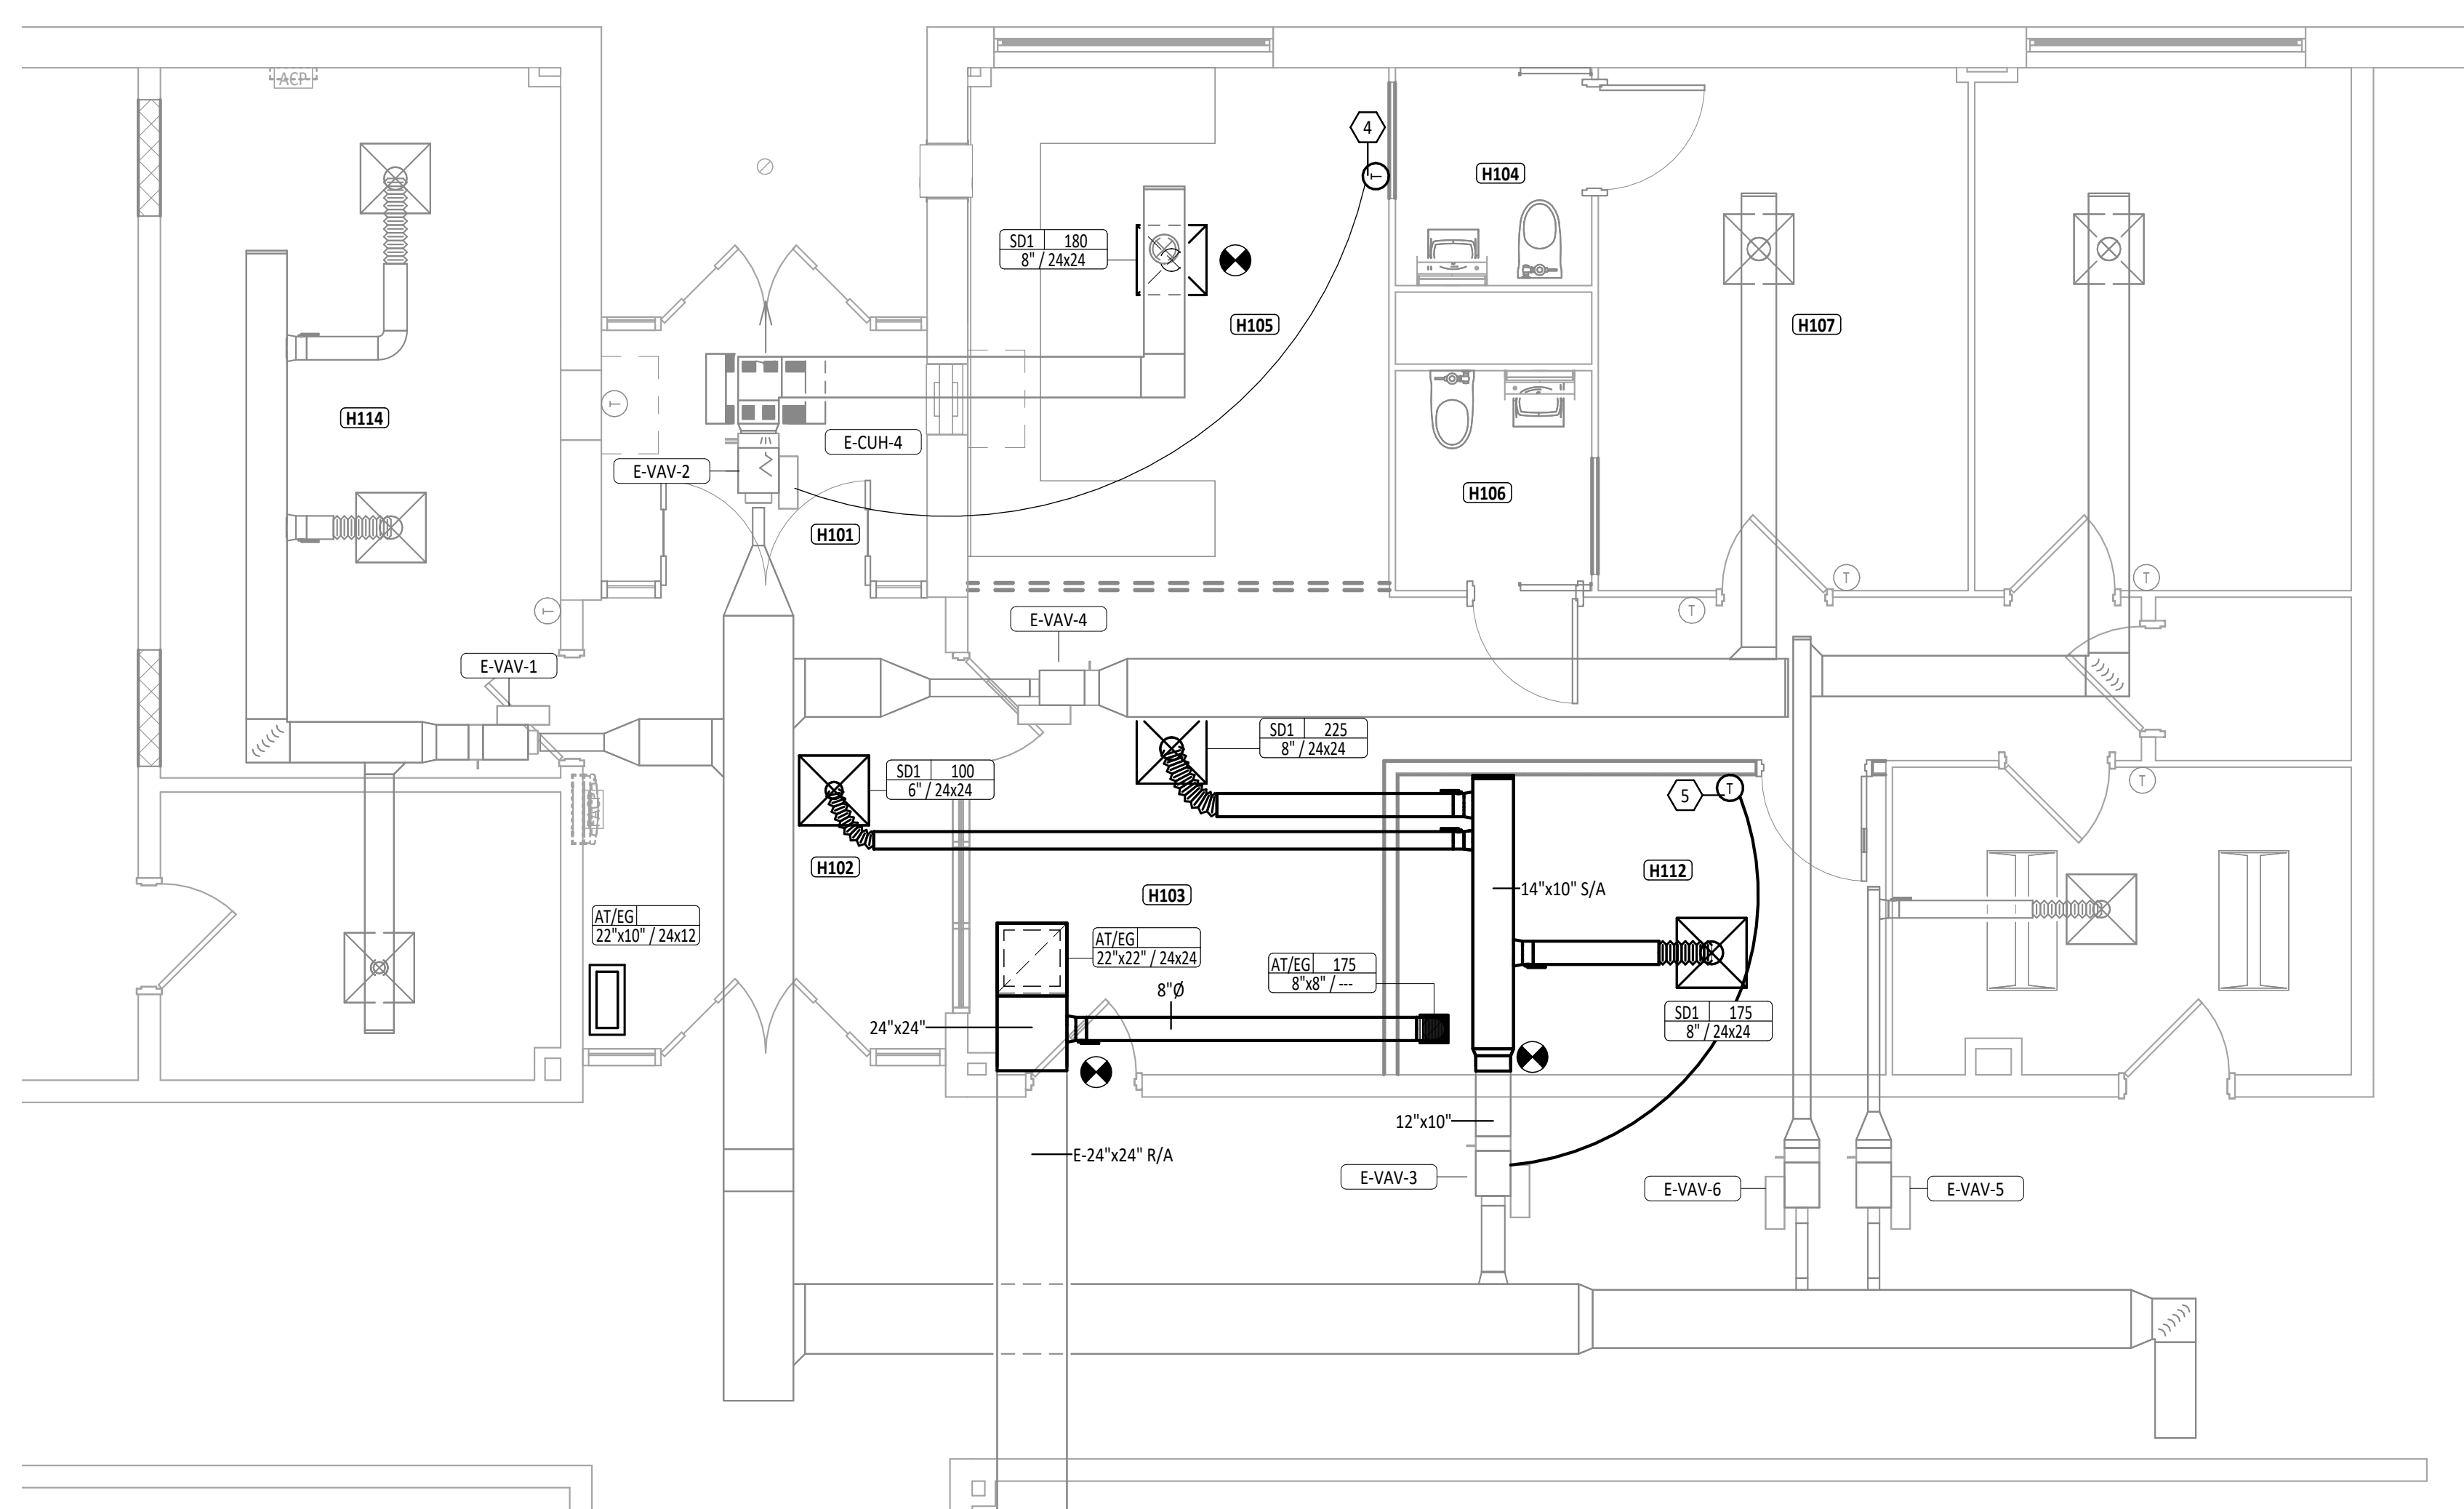 ACP
4
H104
SD1 180
8" / 24x24
H105
H107
T
T
H114
E-CUH-4
E-VAV-2
H106
H101
T
T
T
T
E-VAV-4
E-VAV-1
SD1 225
8" / 24x24
SD1 100
6" / 24x24
5
T
T
FACP
H102
H112
14"x10" S/A
H103
AT/EG
22"x10" / 24x12
AT/EG
22"x22" / 24x24
AT/EG 175
8"x8" / ---
8"Ø
24"x24"
SD1 175
8" / 24x24
12"x10"
E-24"x24" R/A
E-VAV-3
E-VAV-6
E-VAV-5